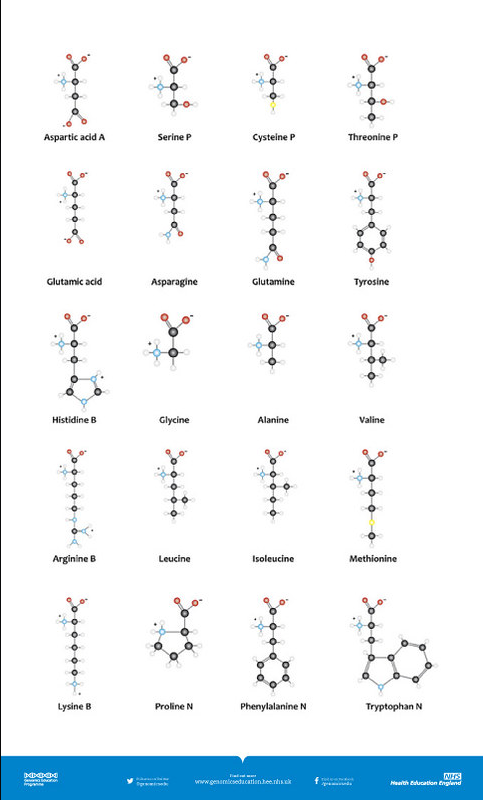 Aspartic acid A
Serine P
Cysteine P
Threonine P
Glutamic acid
Asparagine
Glutamine
Tyrosine
Histidine B
Glycine
Alanine
Valine
Arginine B
Leucine
Isoleucine
Methionine
Lysine B
Proline N
Phenylalanine N
Tryptophan N
Genomics Education
Programme
@genomicsedu
Find out more
www.genomicseducation.hee.nhs.uk
/genomicsedu
NHS
Health Education England